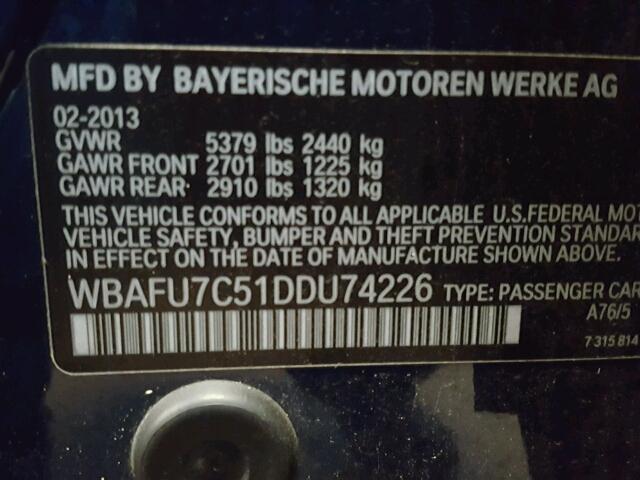 MFD BY BAYERISCHE MOTOREN WERKE AG
02-2013
GVWR 5379 lbs 2440 kg
GAWR FRONT 2701 lbs 1225 kg
GAWR REAR 2910 lbs 1320 kg
THIS VEHICLE CONFORMS TO ALL APPLICABLE U.S.FEDERAL MOT
VEHICLE SAFETY, BUMPER AND THEFT PREVENTION STANDAR
IN EFFECT ON THE DATE OF MANUFACTURE SHOWN ABOVE.
WBAFU7C51DDU74226 TYPE: PASSENGER CAR
A76/5
7 315 814